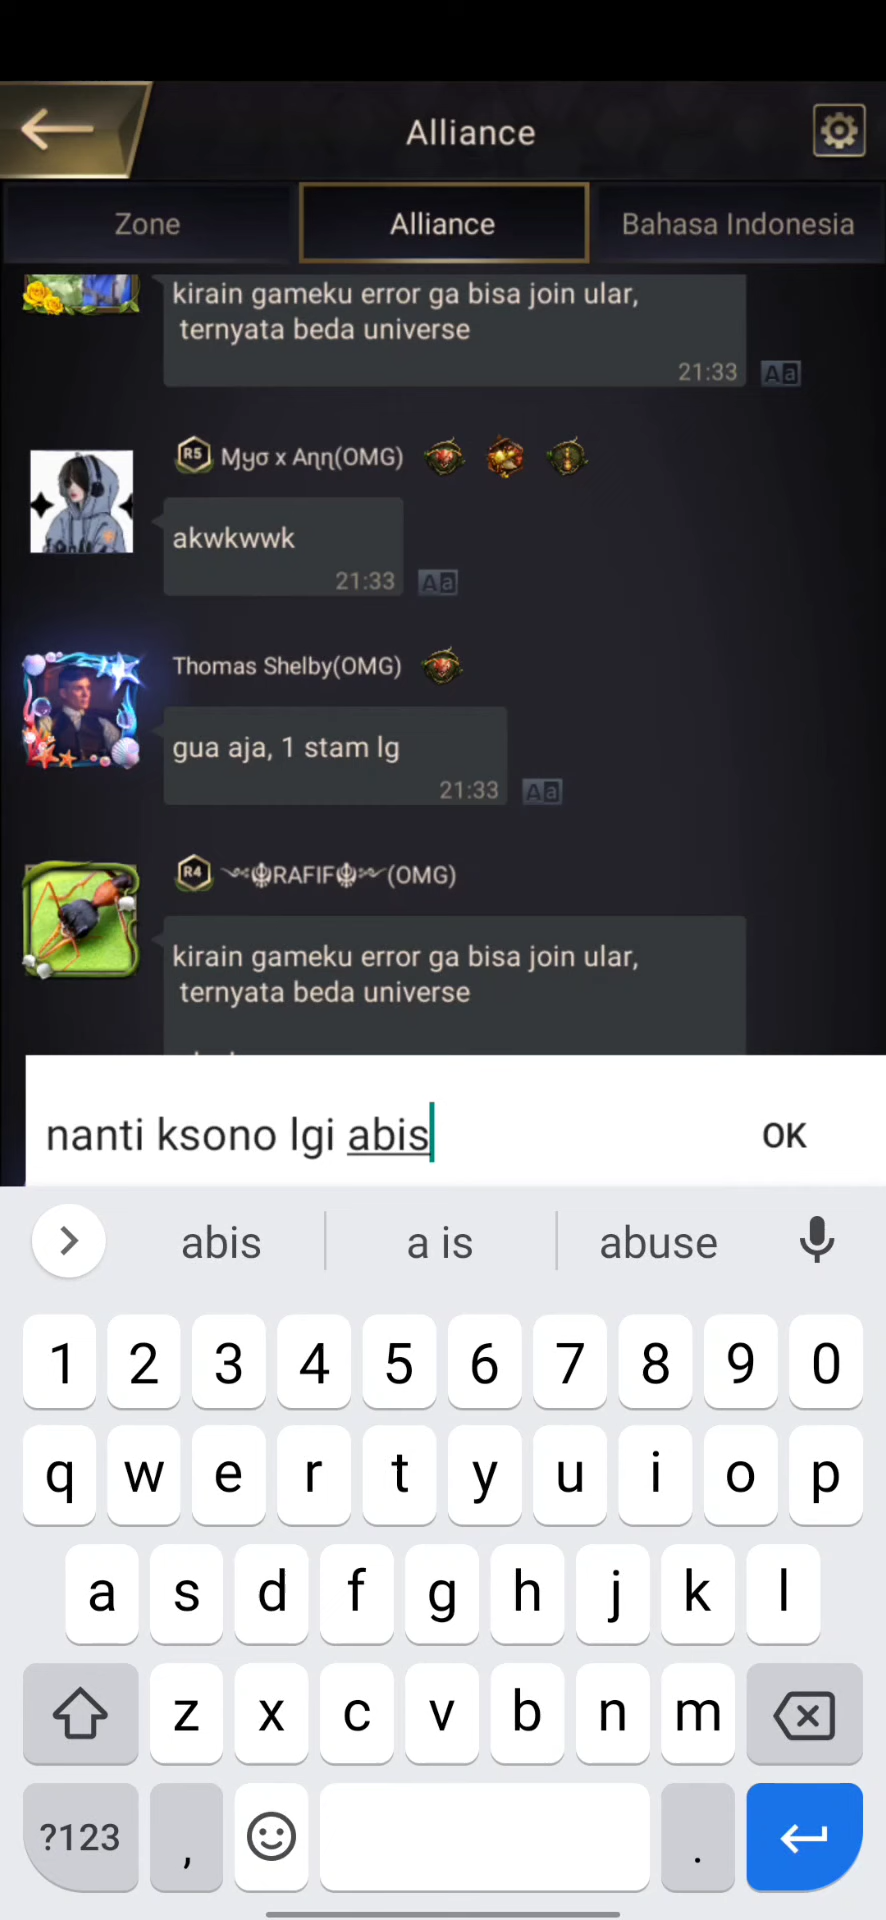 Alliance
Zone
Alliance
Bahasa Indonesia
kirain gameku error ga bisa join ular,
ternyata beda universe
21:33
Aa
R5 Myσ x Aηη(OMG)
akwkwwk
21:33
Aa
Thomas Shelby(OMG)
gua aja, 1 stam lg
21:33
Aa
R4 ༺☬RAFIF☬༻(OMG)
kirain gameku error ga bisa join ular,
ternyata beda universe
nanti ksono lgi abis
OK
abis
a is
abuse
1 2 3 4 5 6 7 8 9 0
q w e r t y u i o p
a s d f g h j k l
z x c v b n m
?123 , .